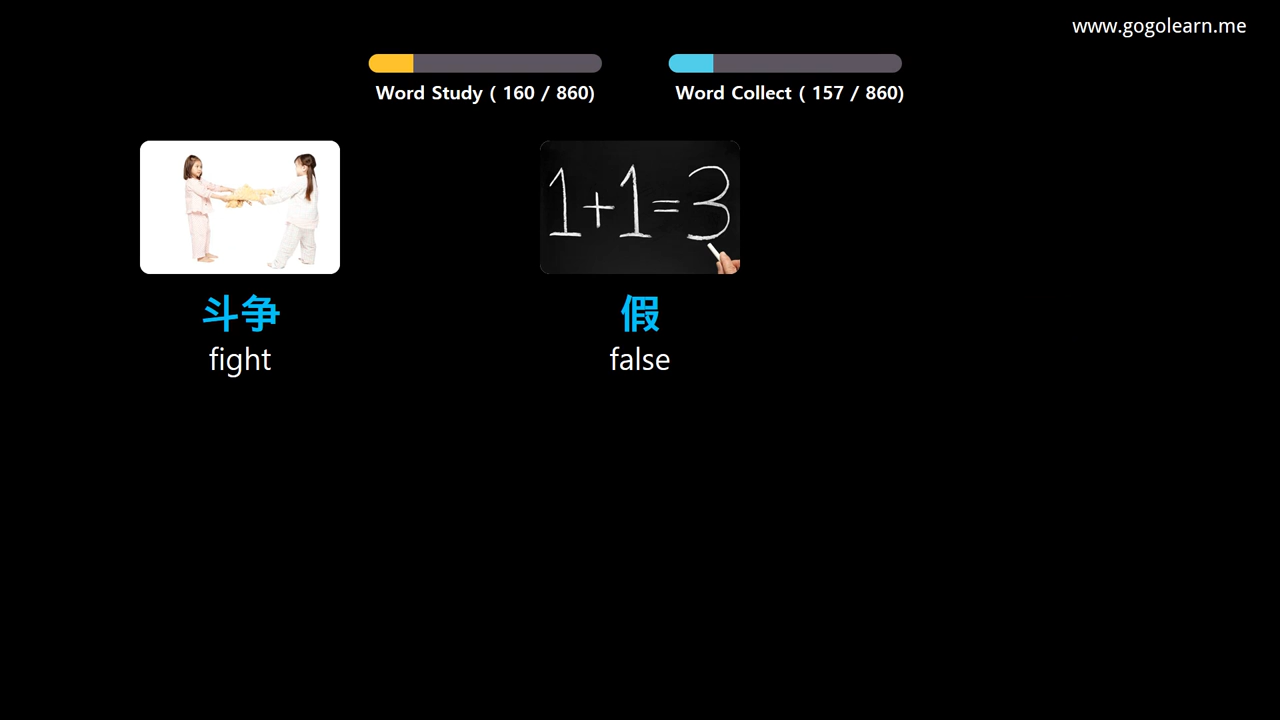 www.gogolearn.me
Word Study ( 160 / 860)
Word Collect ( 157 / 860)
1+1=3
斗争
fight
假
false